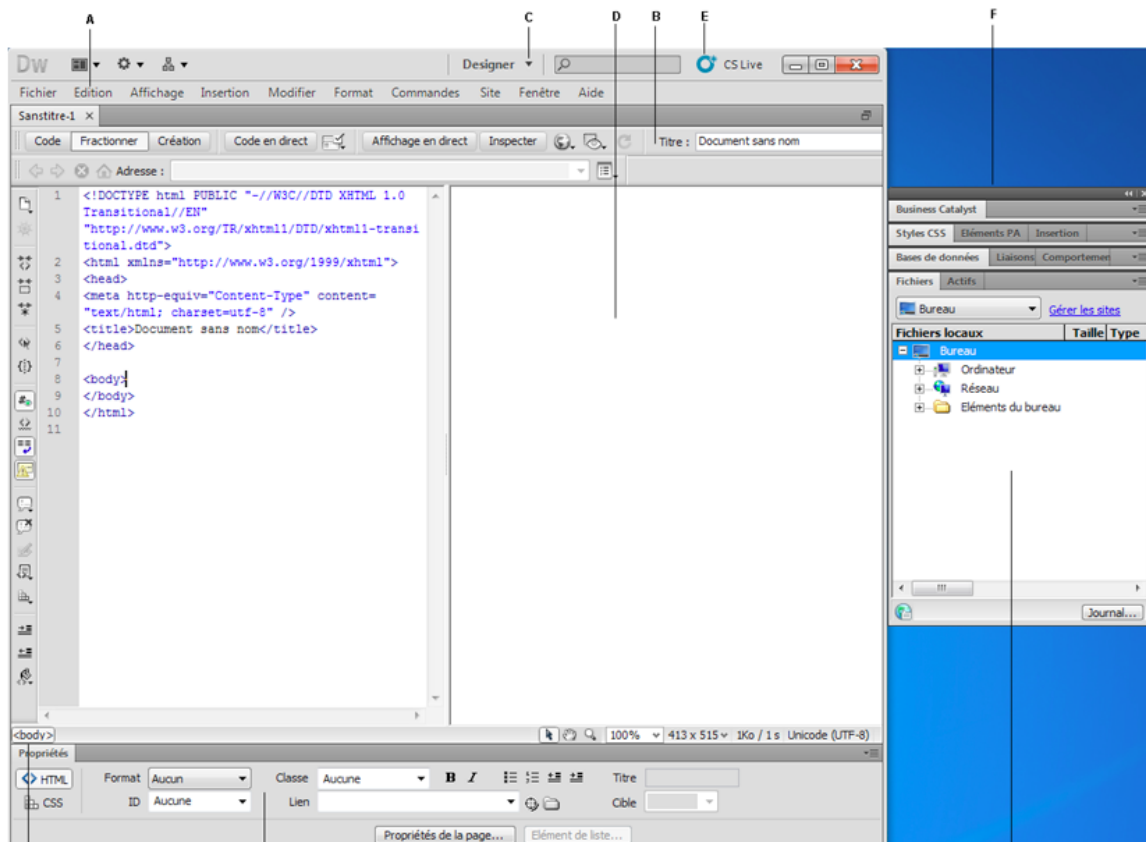 A C D B E F
Dw Designer CS Live
Fichier Edition Affichage Insertion Modifier Format Commandes Site Fenêtre Aide
Sanstitre-1
Code Fractionner Création Code en direct Affichage en direct Inspecter Titre : Document sans nom
Adresse :
1 <!DOCTYPE html PUBLIC "-//W3C//DTD XHTML 1.0
Transitional//EN"
"http://www.w3.org/TR/xhtml1/DTD/xhtml1-transi
tional.dtd">
2 <html xmlns="http://www.w3.org/1999/xhtml">
3 <head>
4 <meta http-equiv="Content-Type" content=
"text/html; charset=utf-8" />
5 <title>Document sans nom</title>
6 </head>
7
8 <body>
9 </body>
10 </html>
11
<body> 100% 413 x 515 1Ko / 1 s Unicode (UTF-8)
Propriétés
HTML Format Aucun Classe Aucune B I Titre
CSS ID Aucune Lien Cible
Propriétés de la page... Elément de liste...
Business Catalyst
Styles CSS Eléments PA Insertion
Bases de données Liaisons Comportemen
Fichiers Actifs
Bureau Gérer les sites
Fichiers locaux Taille Type
Bureau
Ordinateur
Réseau
Eléments du bureau
Journal...